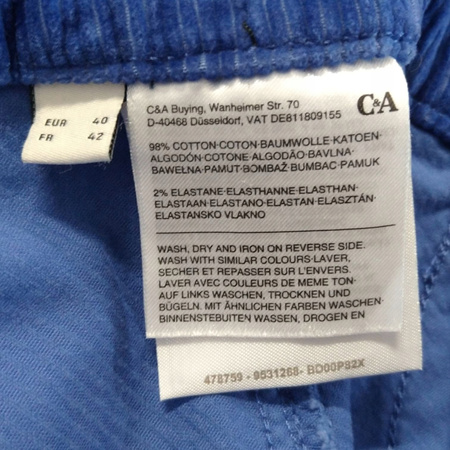 EUR 40
FR 42
C&A Buying, Wanheimer Str. 70
D-40468 Düsseldorf, VAT DE811809155
C&A
98% COTTON·COTON·BAUMWOLLE·KATOEN·
ALGODÓN·COTONE·ALGODÃO·BAVLNA·
BAWEŁNA·PAMUT·BOMBAŽ·BUMBAC·PAMUK
2% ELASTANE·ELASTHANNE·ELASTHAN·
ELASTAAN·ELASTANO·ELASTAN·ELASZTÁN·
ELASTANSKO VLAKNO
WASH, DRY AND IRON ON REVERSE SIDE.
WASH WITH SIMILAR COLOURS·LAVER,
SECHER ET REPASSER SUR L'ENVERS.
LAVER AVEC COULEURS DE MEME TON·
AUF LINKS WASCHEN, TROCKNEN UND
BÜGELN. MIT ÄHNLICHEN FARBEN WASCHEN·
BINNENSTEBUITEN WASSEN, DROGEN EN
478759 - 9531268- BD00PS2X